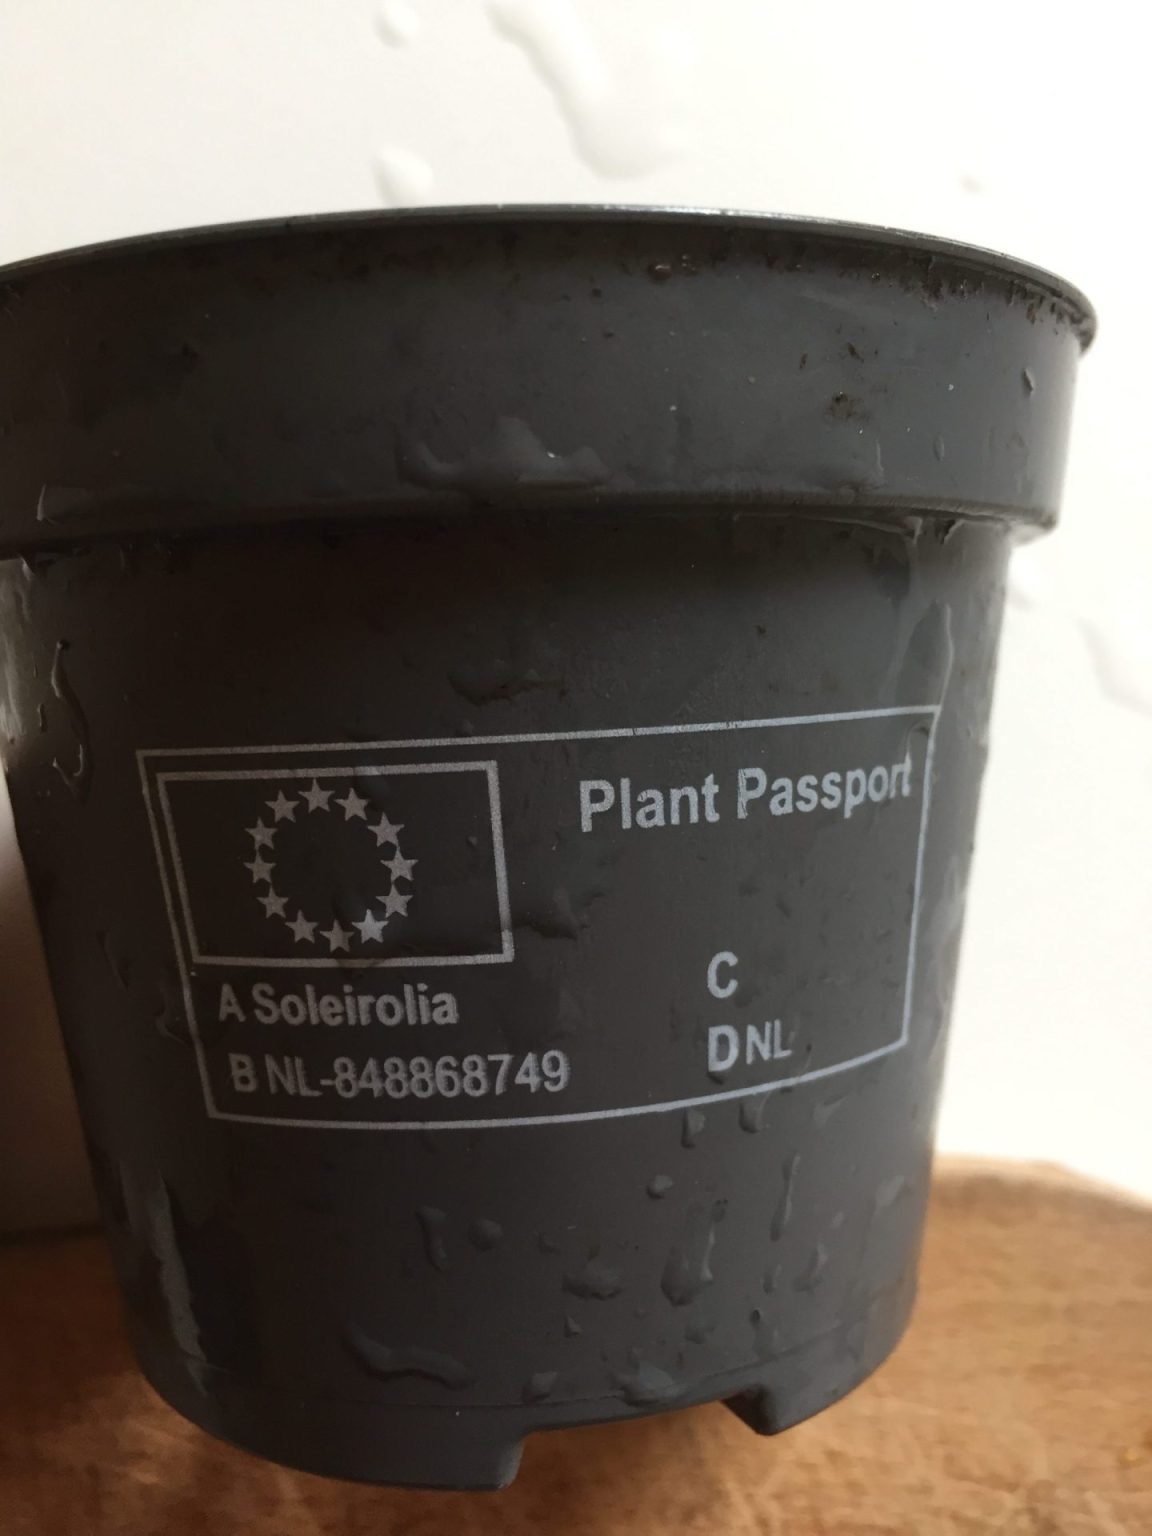 Plant Passport
A Soleirolia
B NL-848868749
C
D NL